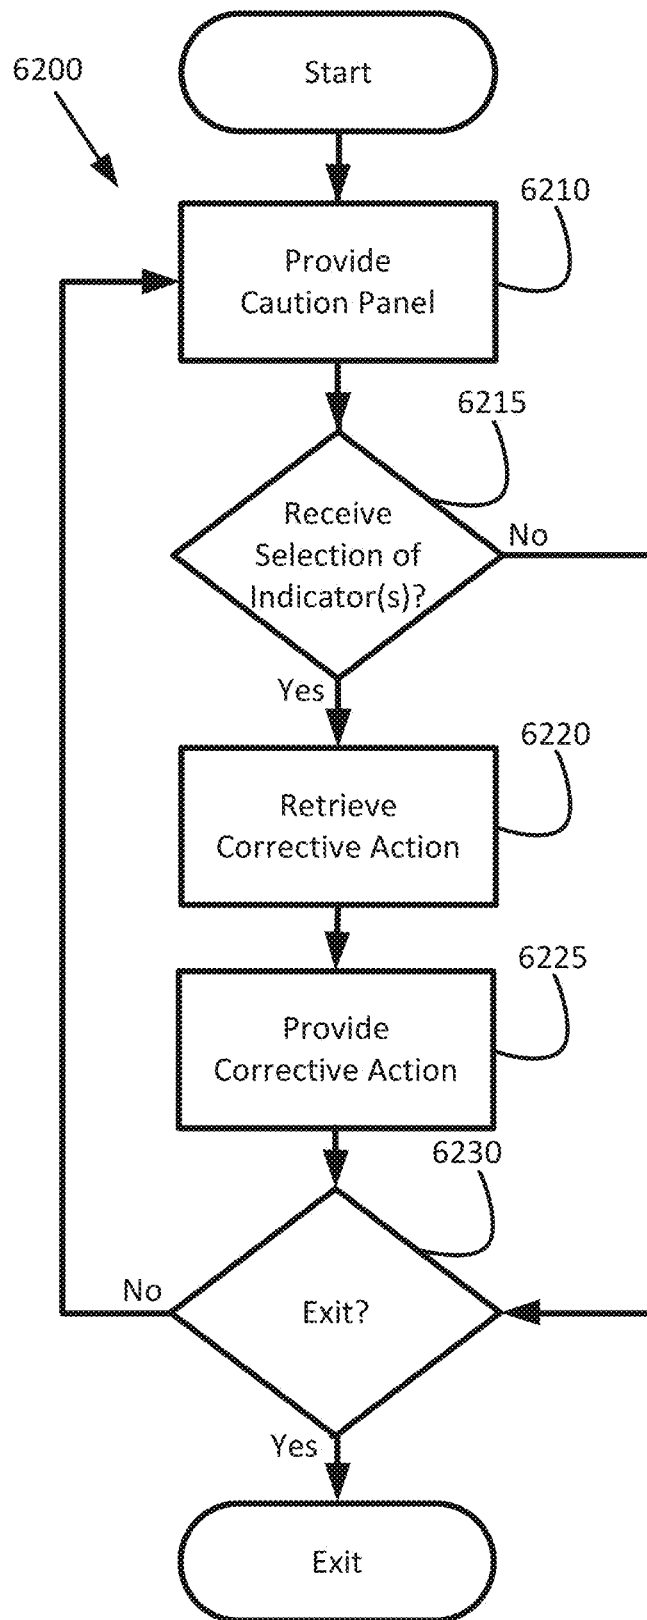 6200
Start
6210
Provide
Caution Panel
6215
Receive
Selection of
Indicator(s)?
No
Yes
6220
Retrieve
Corrective Action
6225
Provide
Corrective Action
6230
No
Exit?
Yes
Exit